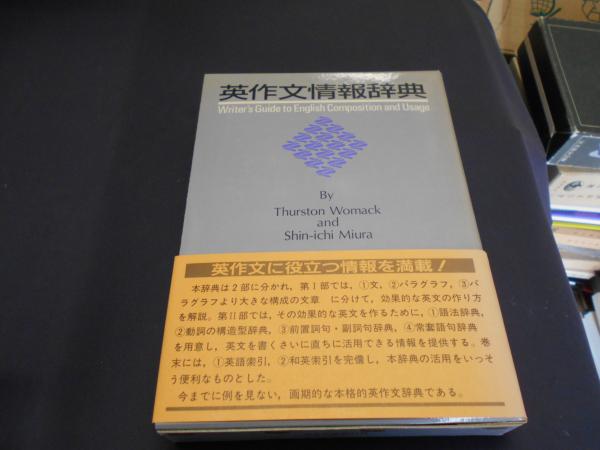 英作文情報辞典
Writer's Guide to English Composition and Usage
By
Thurston Womack
and
Shin-ichi Miura
英作文に役立つ情報を満載！
本辞典は2部に分かれ，第I部では，①文，②パラグラフ，③パ
ラグラフより大きな構成の文章 に分けて，効果的な英文の作り方
を解説。第II部では，その効果的な英文を作るために，①語法辞典，
②動詞の構造型辞典，③前置詞句・副詞句辞典，④常套語句辞典
を用意し，英文を書くさいに直ちに活用できる情報を提供する。巻
末には，①英語索引，②和英索引を完備し，本辞典の活用をいっそ
う便利なものとした。
今までに例を見ない，画期的な本格的英作文辞典である。